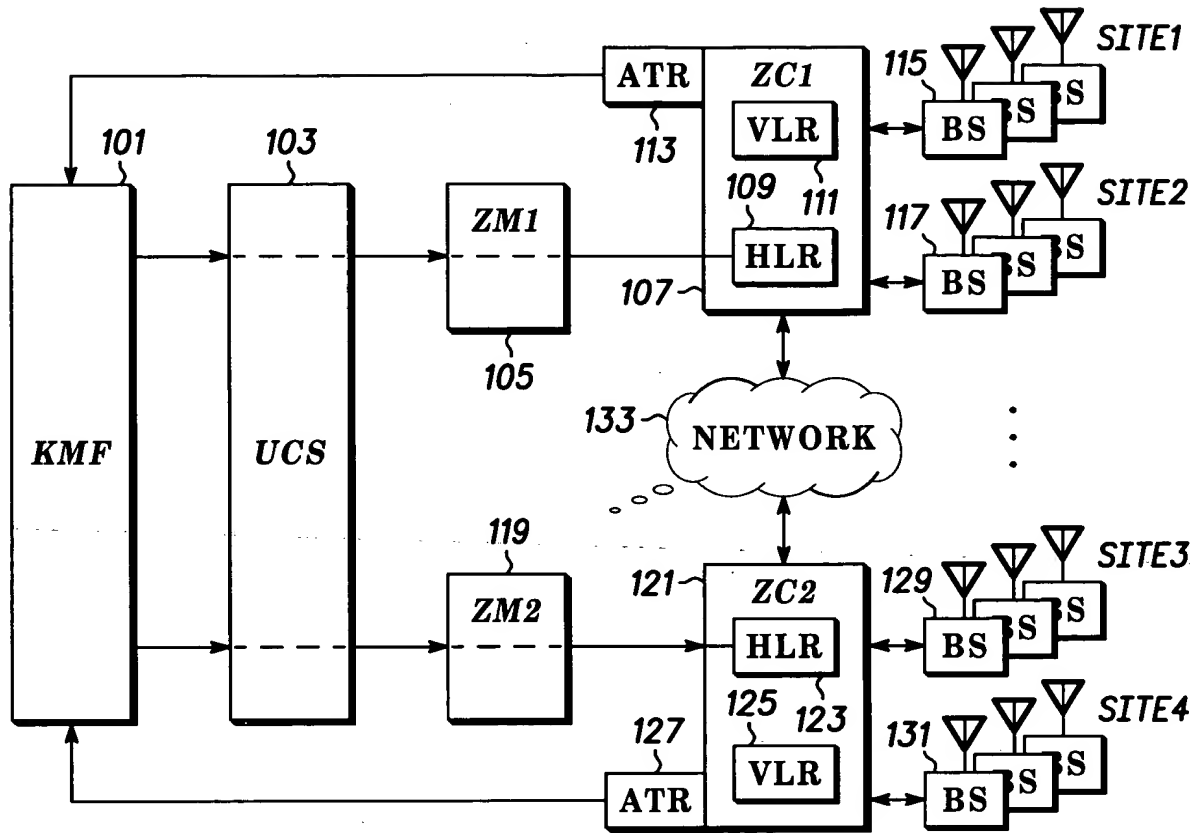 SITE1
ATR
ZC1
115
BS
BS
BS
113
VLR
101
103
111
SITE2
ZM1
109
117
HLR
BS
BS
BS
107
105
133
NETWORK
KMF
UCS
119
121
ZC2
129
SITE3
ZM2
HLR
BS
BS
BS
123
125
SITE4
127
131
VLR
ATR
BS
BS
BS